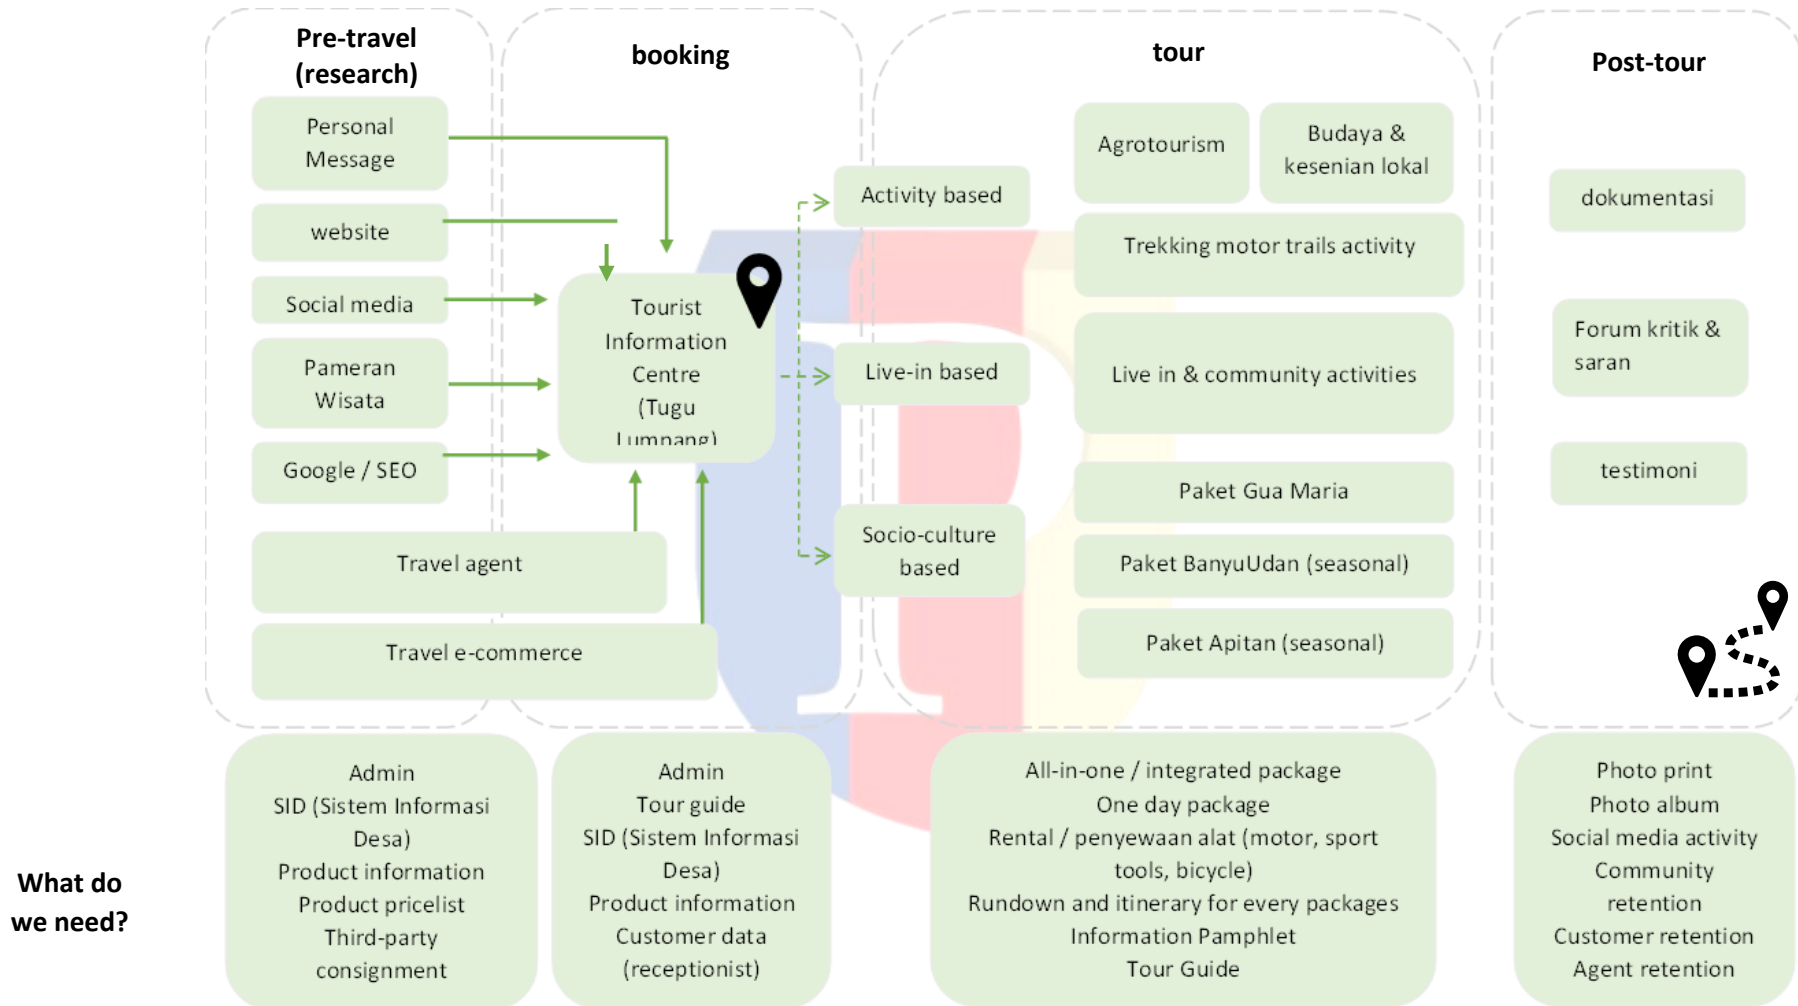 Pre-travel
(research)
booking
tour
Post-tour
Personal
Message
website
Social media
Pameran
Wisata
Google / SEO
Travel agent
Travel e-commerce
Tourist
Information
Centre
(Tugu
Lumpang)
Activity based
Live-in based
Socio-culture
based
Agrotourism
Budaya &
kesenian lokal
Trekking motor trails activity
Live in & community activities
Paket Gua Maria
Paket BanyuUdan (seasonal)
Paket Apitan (seasonal)
dokumentasi
Forum kritik &
saran
testimoni
What do
we need?
Admin
SID (Sistem Informasi
Desa)
Product information
Product pricelist
Third-party
consignment
Admin
Tour guide
SID (Sistem Informasi
Desa)
Product information
Customer data
(receptionist)
All-in-one / integrated package
One day package
Rental / penyewaan alat (motor, sport
tools, bicycle)
Rundown and itinerary for every packages
Information Pamphlet
Tour Guide
Photo print
Photo album
Social media activity
Community
retention
Customer retention
Agent retention